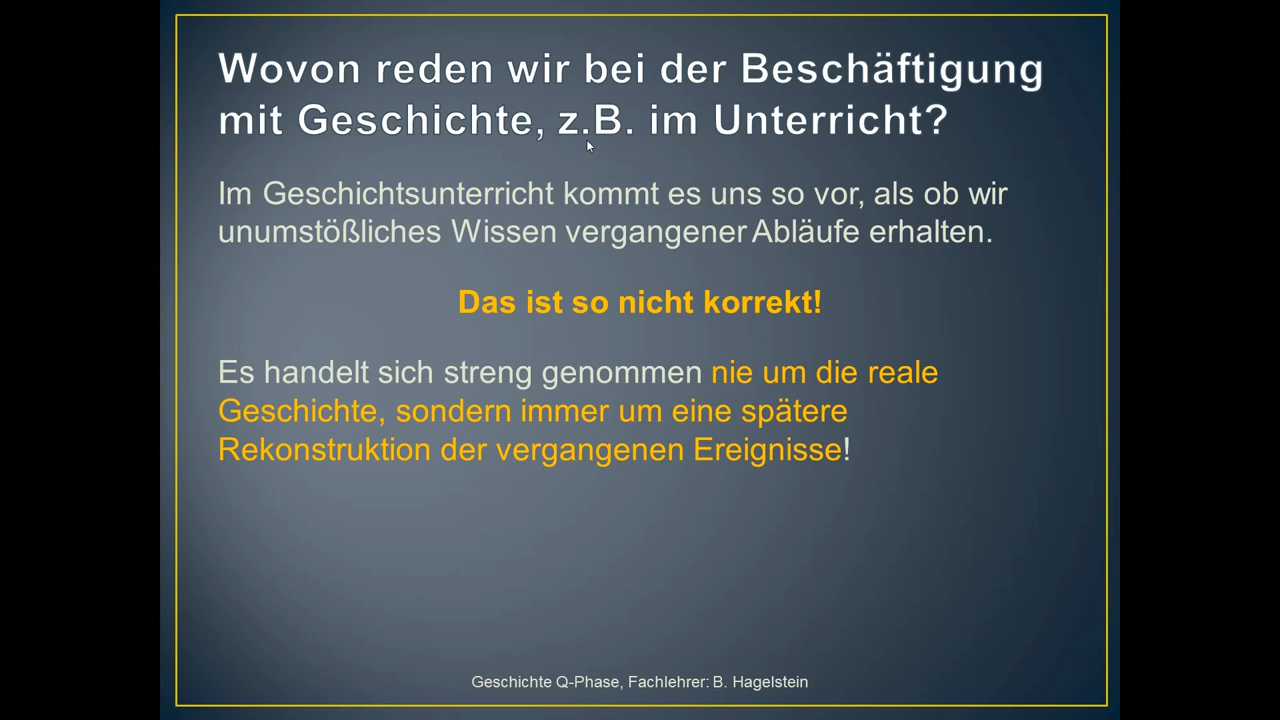 Wovon reden wir bei der Beschäftigung
mit Geschichte, z.B. im Unterricht?
Im Geschichtsunterricht kommt es uns so vor, als ob wir
unumstößliches Wissen vergangener Abläufe erhalten.
Das ist so nicht korrekt!
Es handelt sich streng genommen nie um die reale
Geschichte, sondern immer um eine spätere
Rekonstruktion der vergangenen Ereignisse!
Geschichte Q-Phase, Fachlehrer: B. Hagelstein